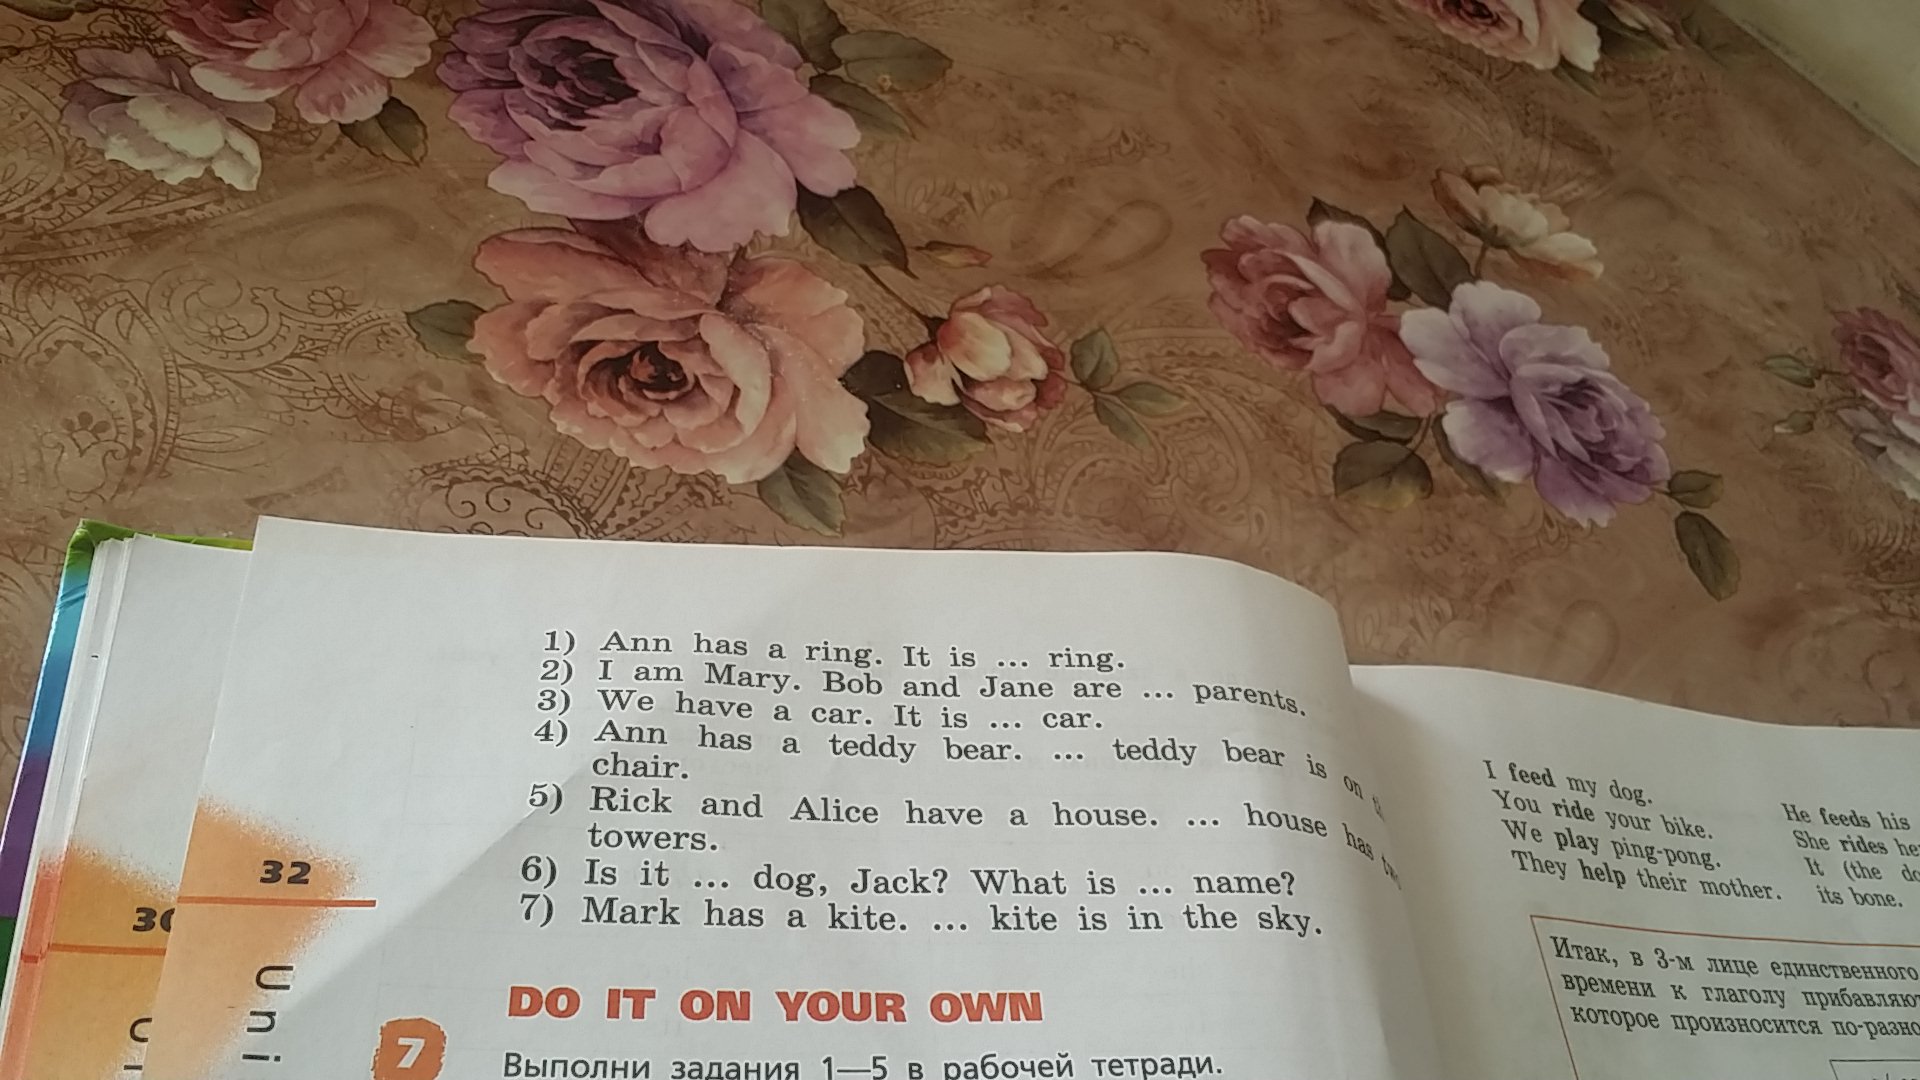 1) Ann has a ring. It is ... ring.
2) I am Mary. Bob and Jane are ... parents.
3) We have a car. It is ... car.
4) Ann has a teddy bear. ... teddy bear is on
chair.
5) Rick and Alice have a house. ... house has two
towers.
6) Is it ... dog, Jack? What is ... name?
7) Mark has a kite. ... kite is in the sky.
32
30
Uni
DO IT ON YOUR OWN
7
Выполни задания 1—5 в рабочей тетради.
I feed my dog.
You ride your bike.
We play ping-pong.
They help their mother.
He feeds his
She rides
It (the
its bone.
Итак, в 3-м лице единственного
времени к глаголу
которое произносится